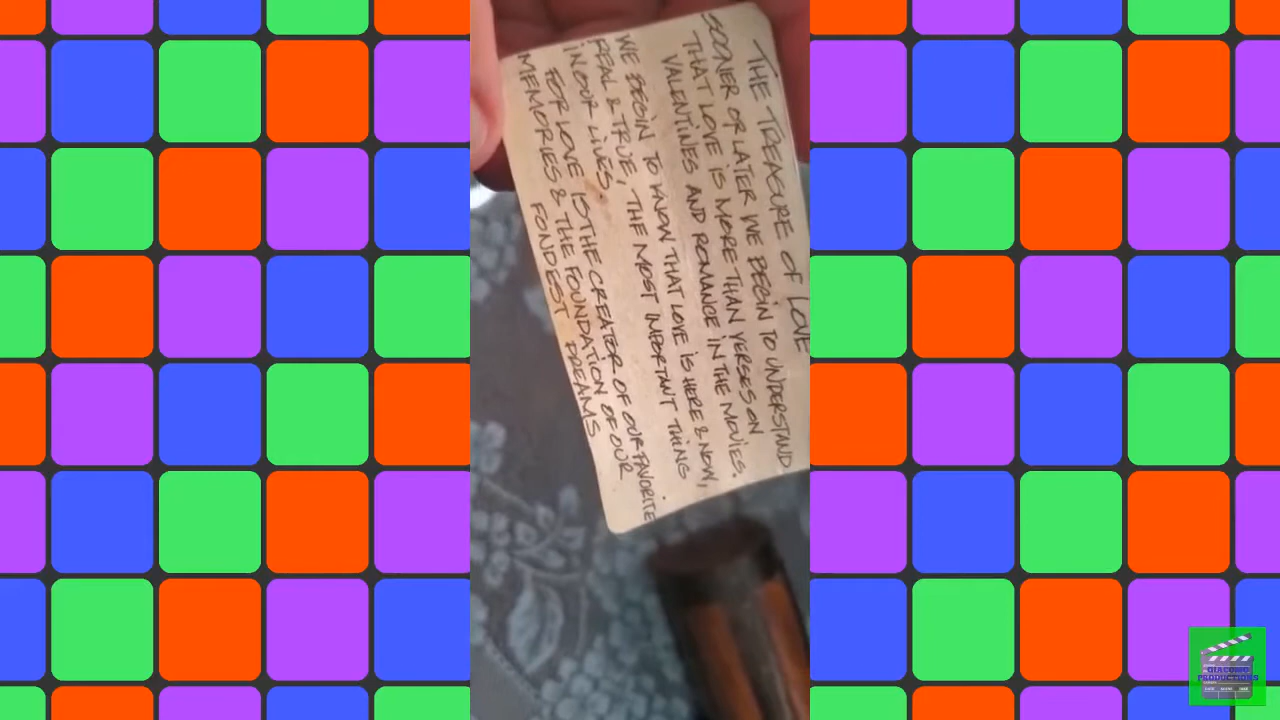 THE TREASURE OF LOVE
SOONER OR LATER WE BEGIN TO UNDERSTAND
THAT LOVE IS MORE THAN VERSES ON
VALENTINES AND ROMANCE IN THE MOVIES.
WE BEGIN TO KNOW THAT LOVE IS HERE & NOW,
REAL & TRUE, THE MOST IMPORTANT THING
IN OUR LIVES.
FOR LOVE IS THE CREATOR OF OUR FAVORITE
MEMORIES & THE FOUNDATION OF OUR
FONDEST DREAMS
GIACOMO
PRODUCTIONS